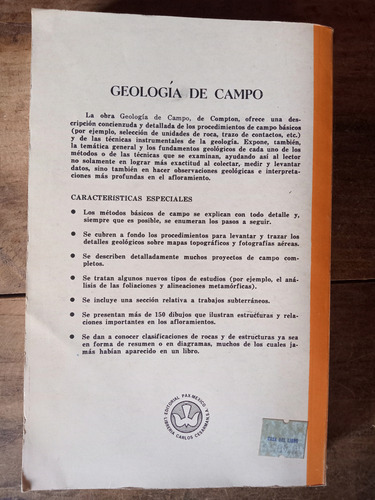 GEOLOGÍA DE CAMPO
La obra Geología de Campo, de Compton, ofrece una des-
cripción concienzuda y detallada de los procedimientos de campo básicos
(por ejemplo, selección de unidades de roca, trazo de contactos, etc.)
y de las técnicas instrumentales de la geología. Expone, también,
la temática general y los fundamentos geológicos de cada uno de los
métodos o de las técnicas que se examinan, ayudando así al lector
no solamente en lograr más exactitud al colectar, medir y levantar
datos, sino también en hacer observaciones geológicas e interpreta-
ciones más profundas en el afloramiento.
CARACTERISTICAS ESPECIALES
● Los métodos básicos de campo se explican con todo detalle y,
siempre que es posible, se enumeran los pasos a seguir.
● Se cubren a fondo los procedimientos para levantar y trazar los
detalles geológicos sobre mapas topográficos y fotografías aéreas.
● Se describen detalladamente muchos proyectos de campo com-
pletos.
● Se tratan algunos nuevos tipos de estudios (por ejemplo, el aná-
lisis de las foliaciones y alineaciones metamórficas).
● Se incluye una sección relativa a trabajos subterráneos.
● Se presentan más de 150 dibujos que ilustran estructuras y rela-
ciones importantes en los afloramientos.
● Se dan a conocer clasificaciones de rocas y de estructuras ya sea
en forma de resumen o en diagramas, muchos de los cuales ja-
más habían aparecido en un libro.
EDITORIAL PAX-MEXICO
LIBRERIA CARLOS CESARMAN S.A.